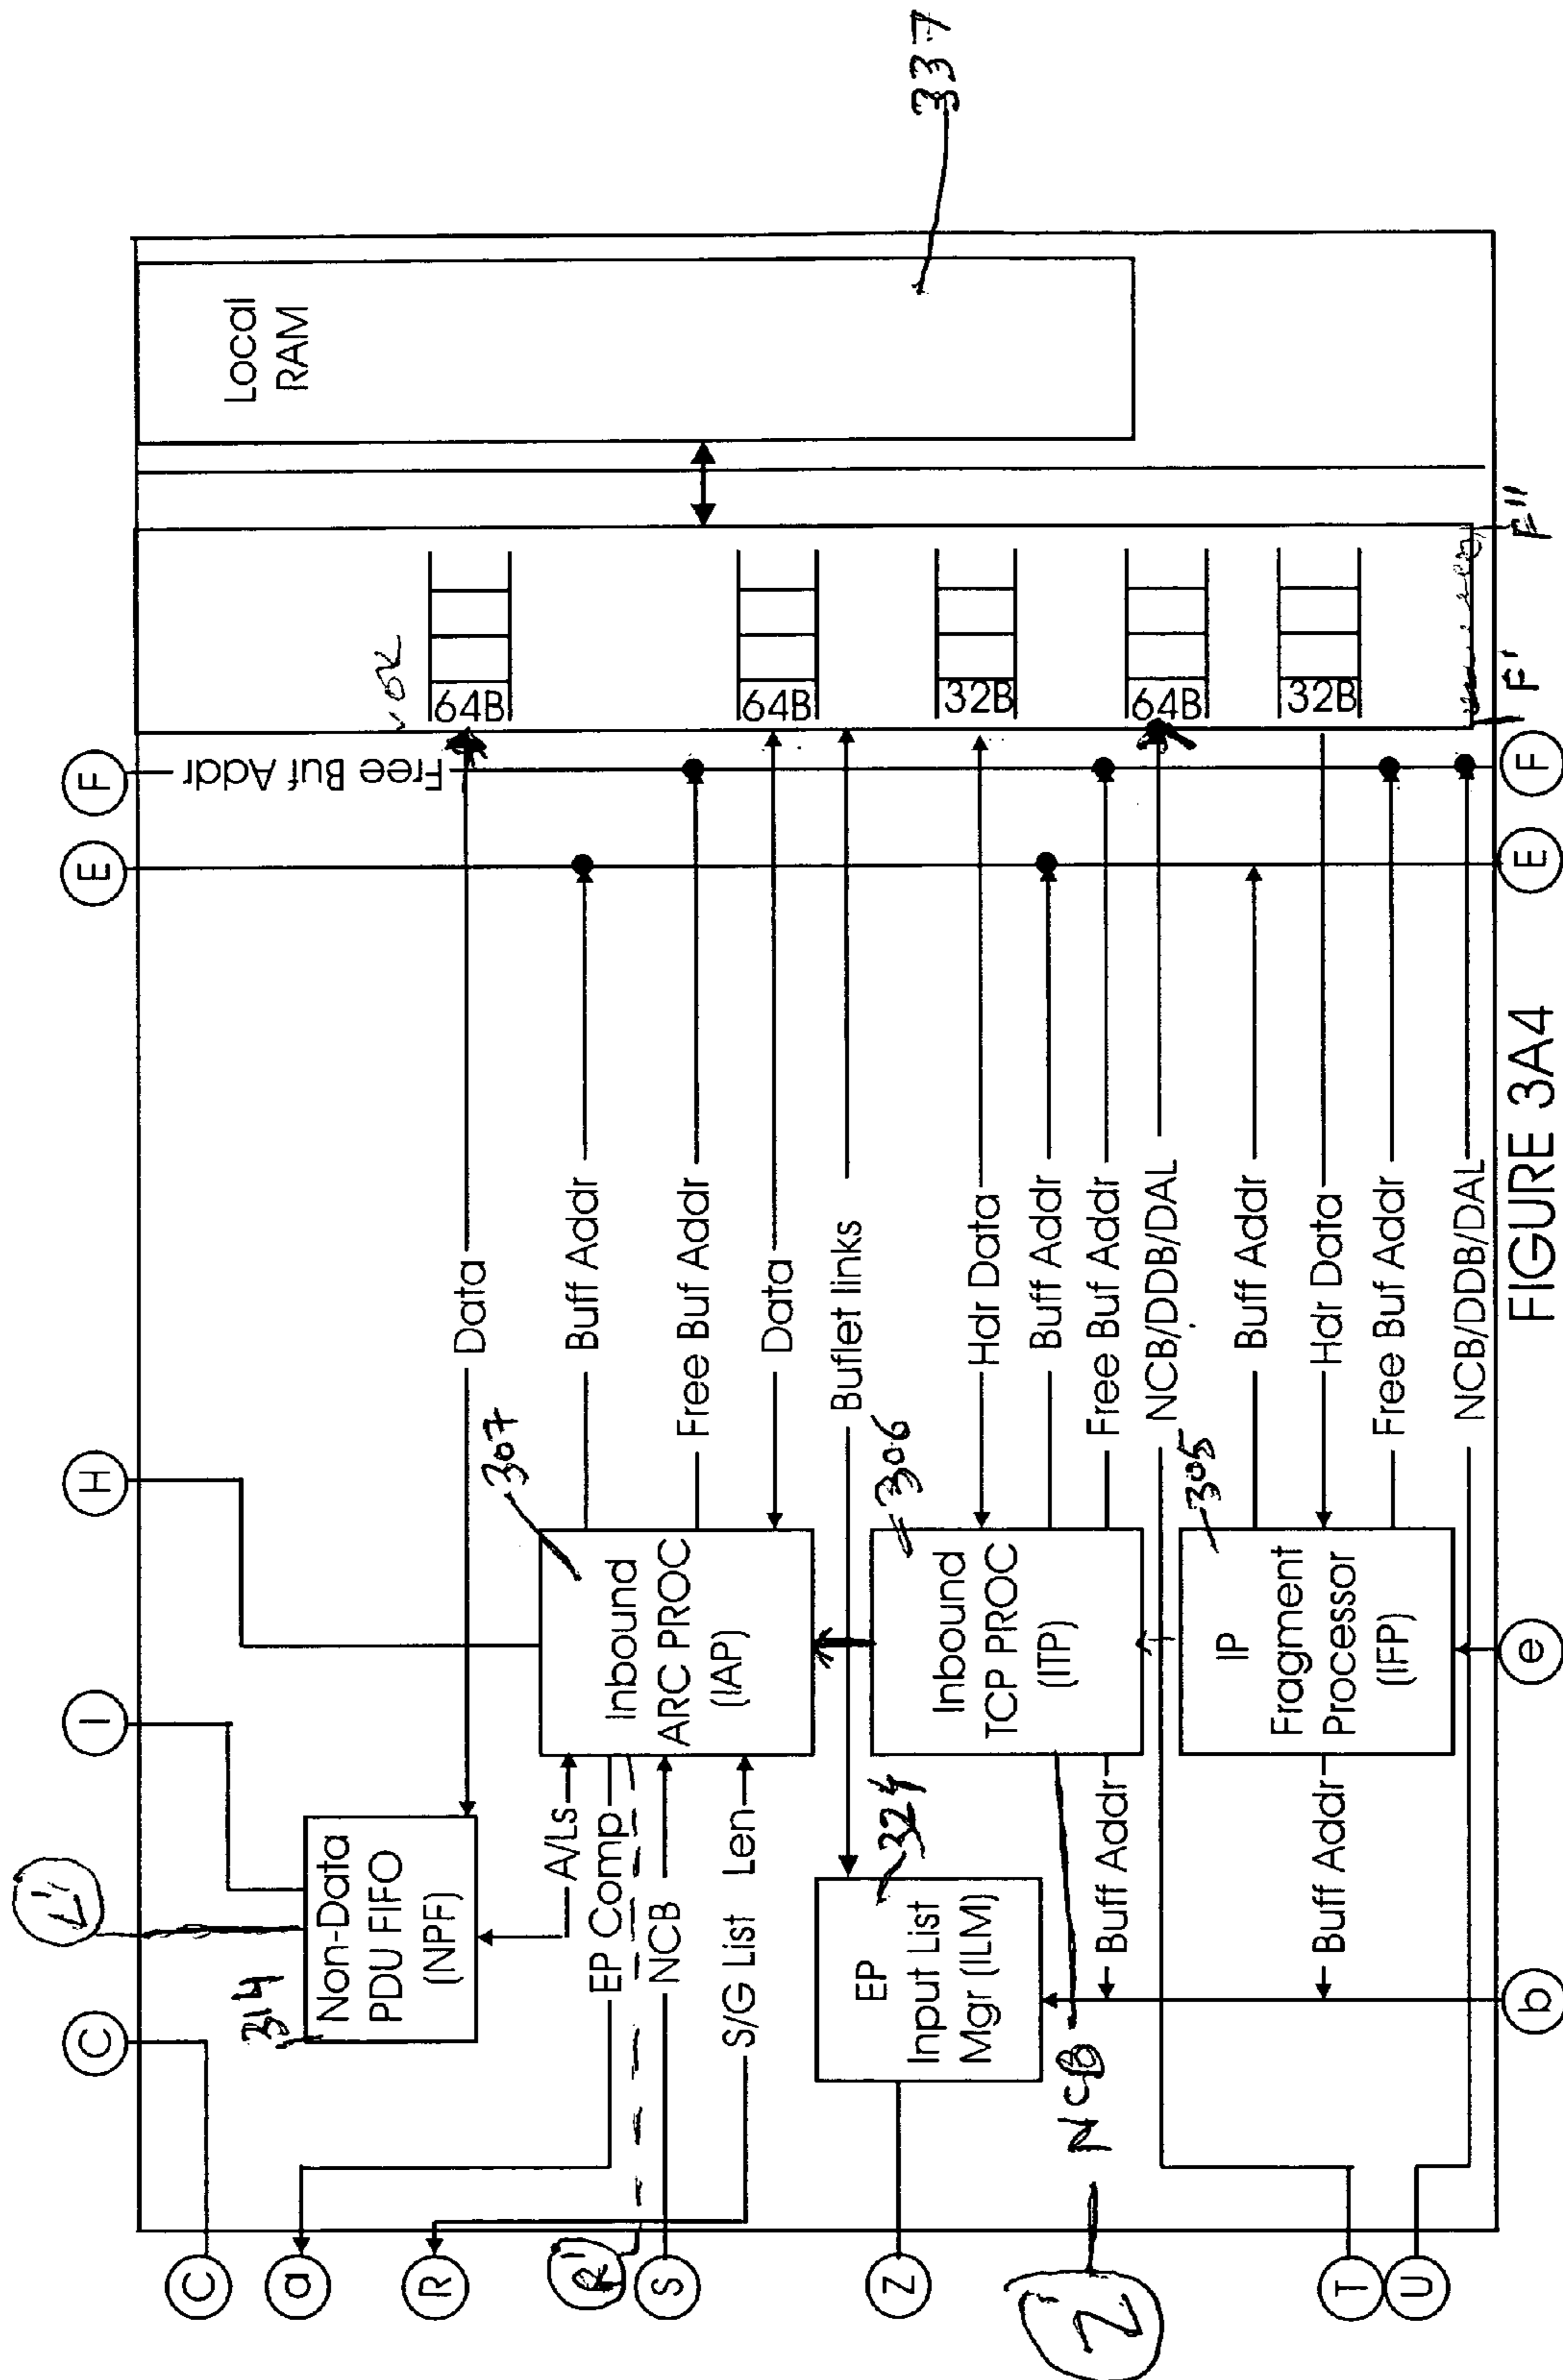 C
I
H
E
F
L'
314
Non-Data
PDU FIFO
(NPF)
Data
Free Buf Addr
OK
64B
Local
RAM
337
a
R
R'
S
A/Ls
EP Comp
NCB
S/G List Len
307
Inbound
ARC PROC
(IAP)
Buff Addr
Free Buf Addr
Data
64B
Buflet links
Z
EP
Input List
Mgr (ILM)
324
306
Inbound
TCP PROC
(ITP)
Hdr Data
Buff Addr
Free Buf Addr
32B
Z'
NCB
Buff Addr
NCB/DDB/DAL
64B
305
IP
Fragment
Processor
(IFP)
Buff Addr
Buff Addr
Hdr Data
Free Buf Addr
32B
T
U
NCB/DDB/DAL
b
e
E
F
F'
F"
FIGURE 3A4